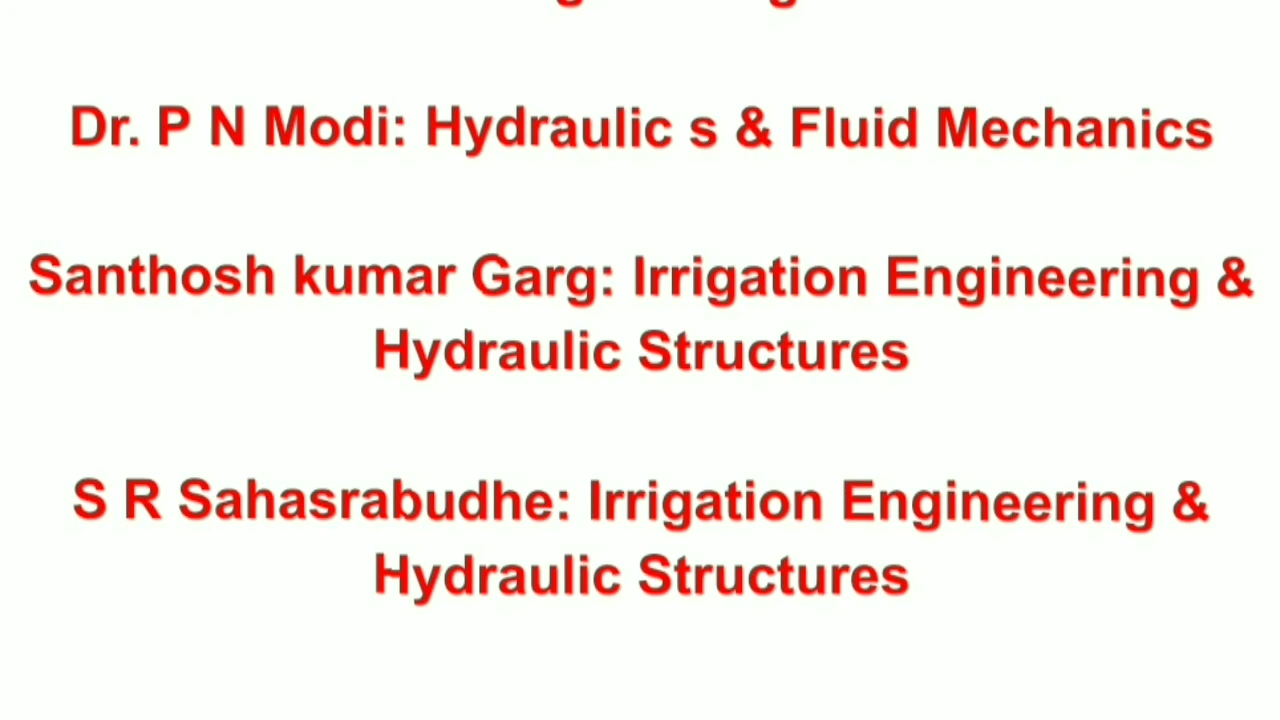 Dr. P N Modi: Hydraulic s & Fluid Mechanics
Santhosh kumar Garg: Irrigation Engineering &
Hydraulic Structures
S R Sahasrabudhe: Irrigation Engineering &
Hydraulic Structures